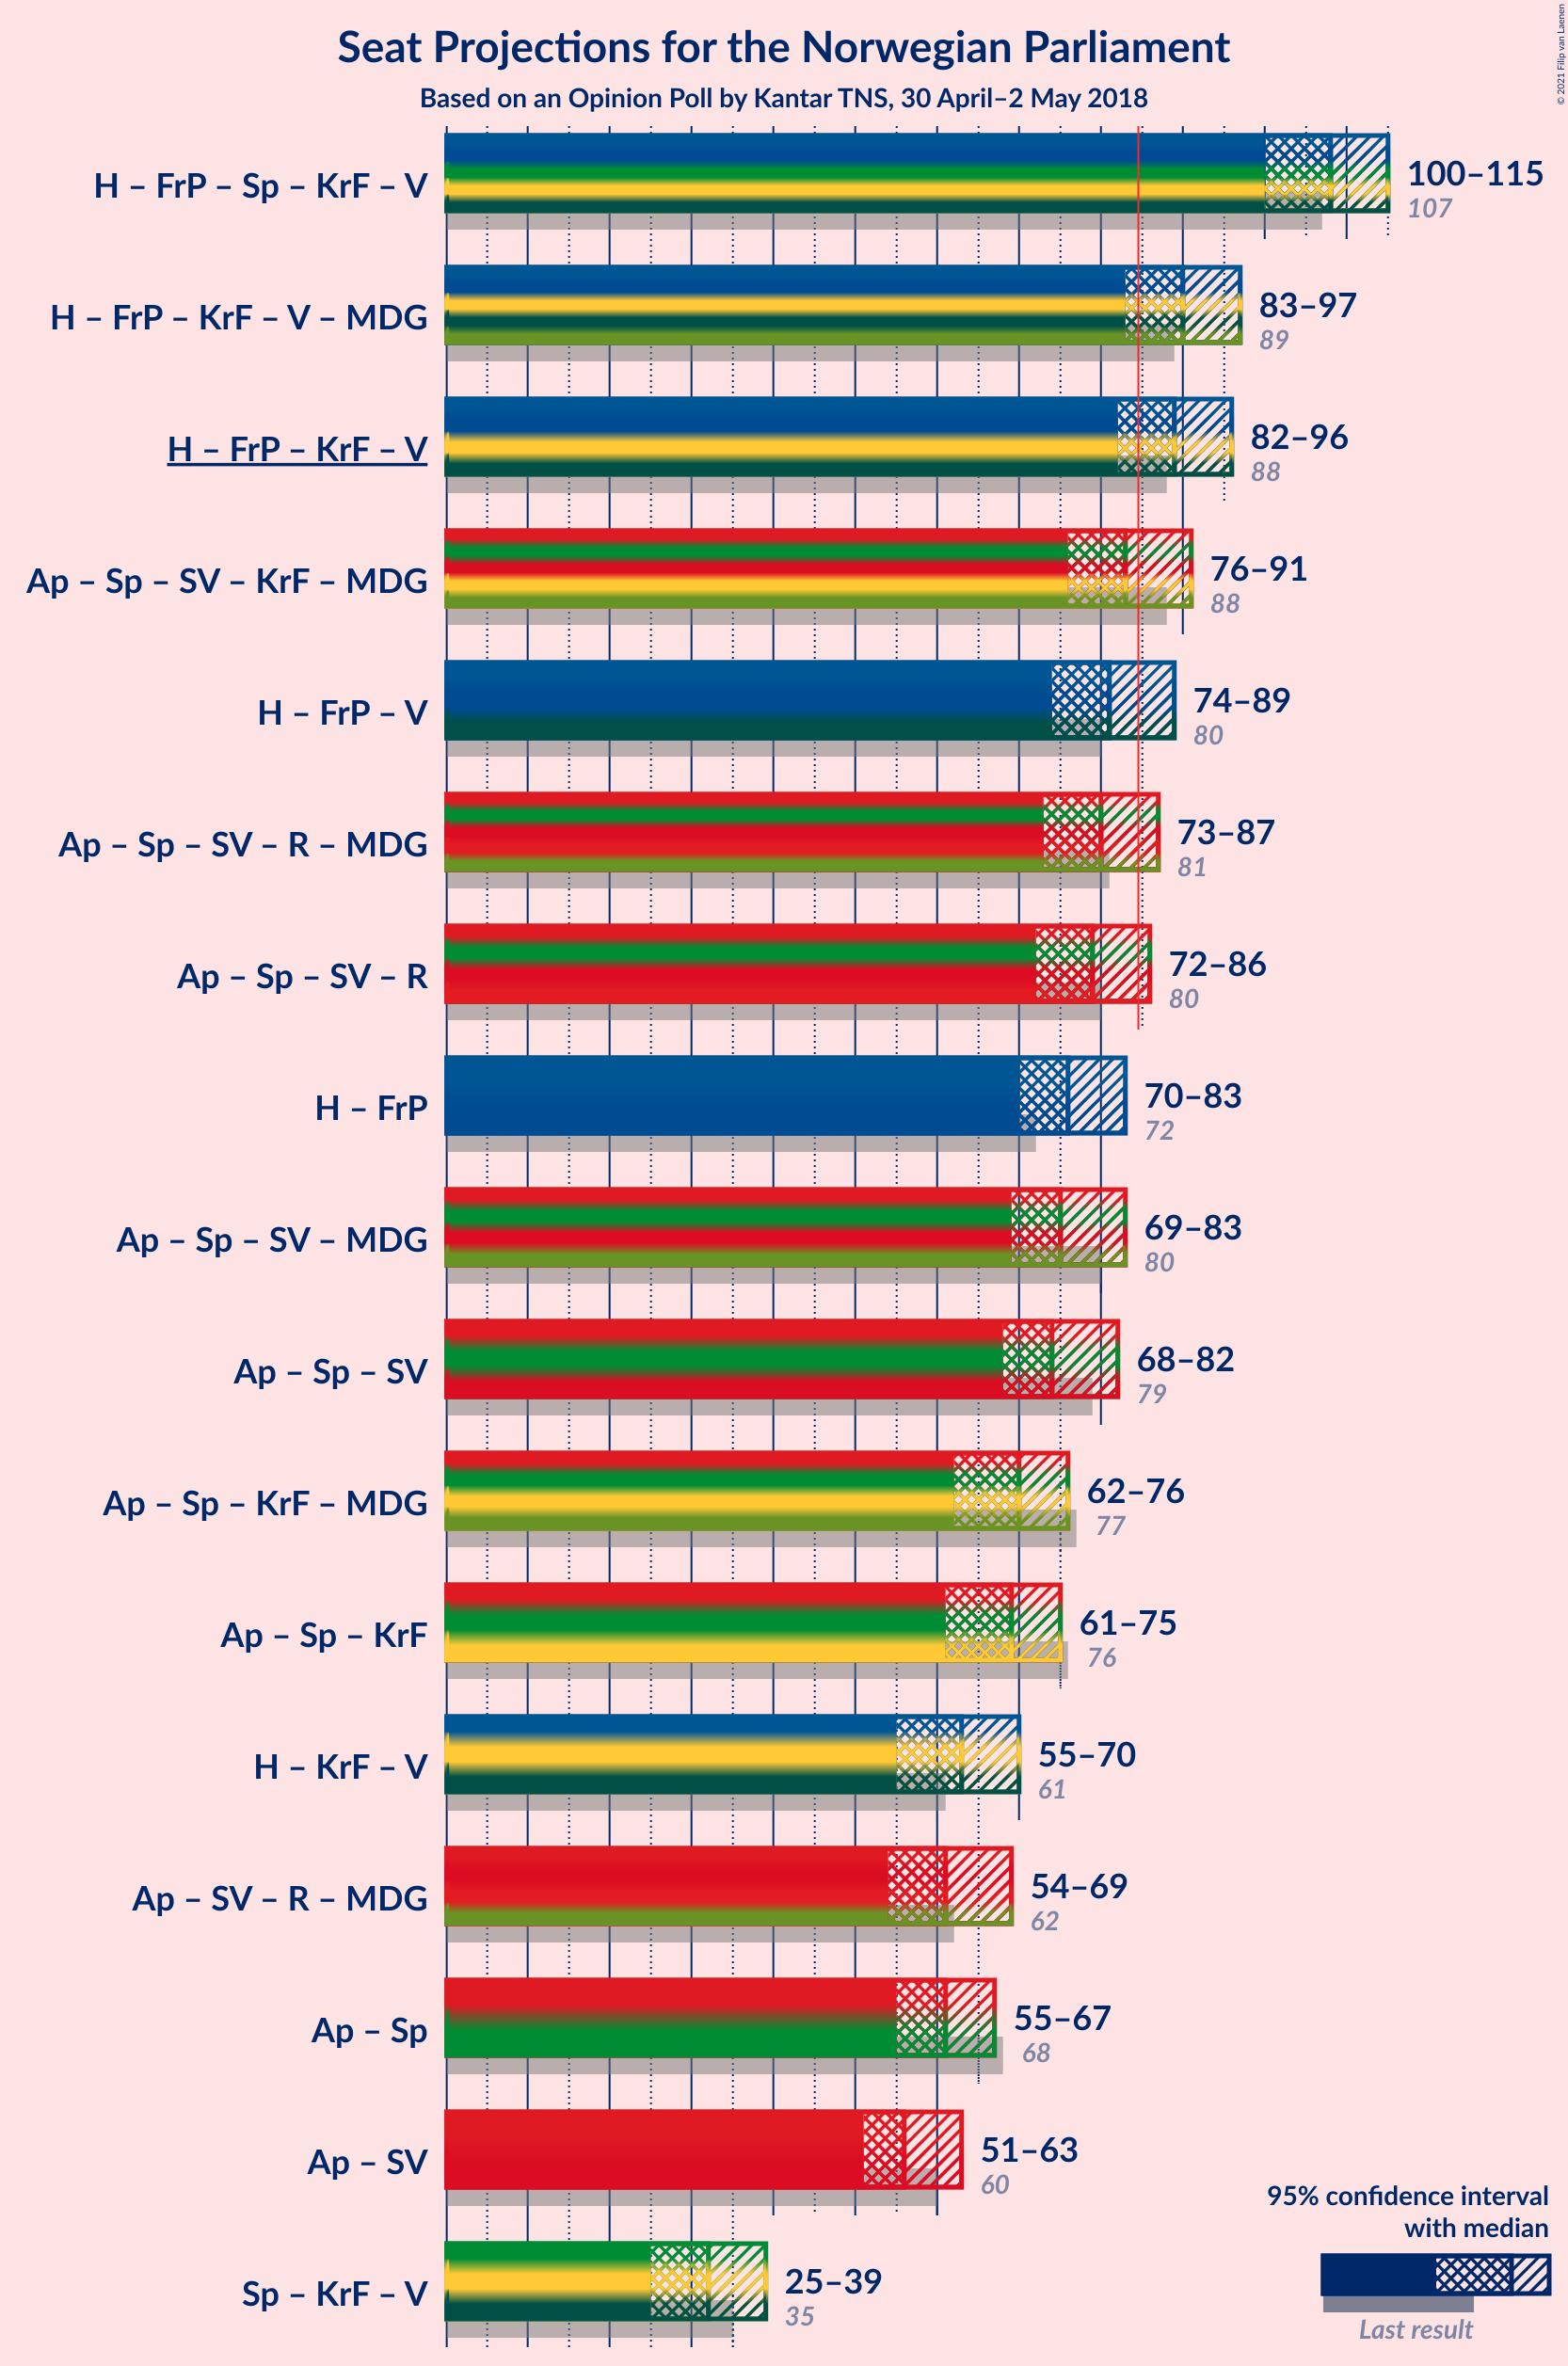 Seat Projections for the Norwegian Parliament
Based on an Opinion Poll by Kantar TNS, 30 April–2 May 2018
© 2021 Filip van Laenen
H – FrP – Sp – KrF – V
100–115
107
H – FrP – KrF – V – MDG
83–97
89
H – FrP – KrF – V
82–96
88
Ap – Sp – SV – KrF – MDG
76–91
88
H – FrP – V
74–89
80
Ap – Sp – SV – R – MDG
73–87
81
Ap – Sp – SV – R
72–86
80
H – FrP
70–83
72
Ap – Sp – SV – MDG
69–83
80
Ap – Sp – SV
68–82
79
Ap – Sp – KrF – MDG
62–76
77
Ap – Sp – KrF
61–75
76
H – KrF – V
55–70
61
Ap – SV – R – MDG
54–69
62
Ap – Sp
55–67
68
Ap – SV
51–63
60
Sp – KrF – V
25–39
35
95% confidence interval
with median
Last result